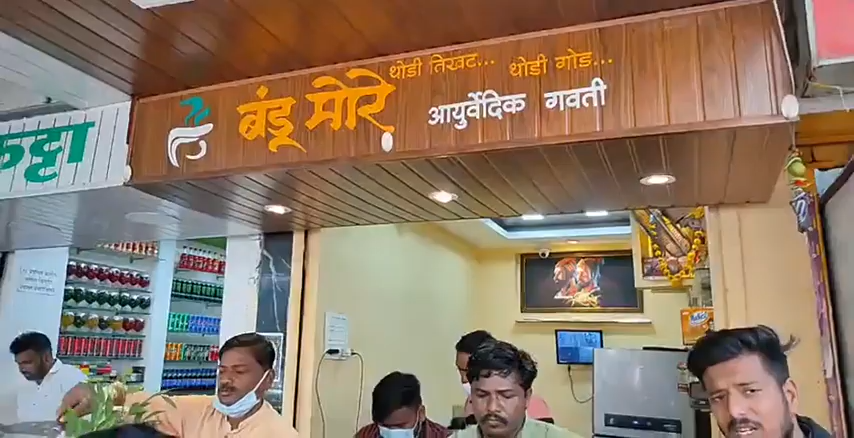 थोडी तिखट... थोडी गोड...
बंडू मोरे आयुर्वेदिक गवती
कट्टा